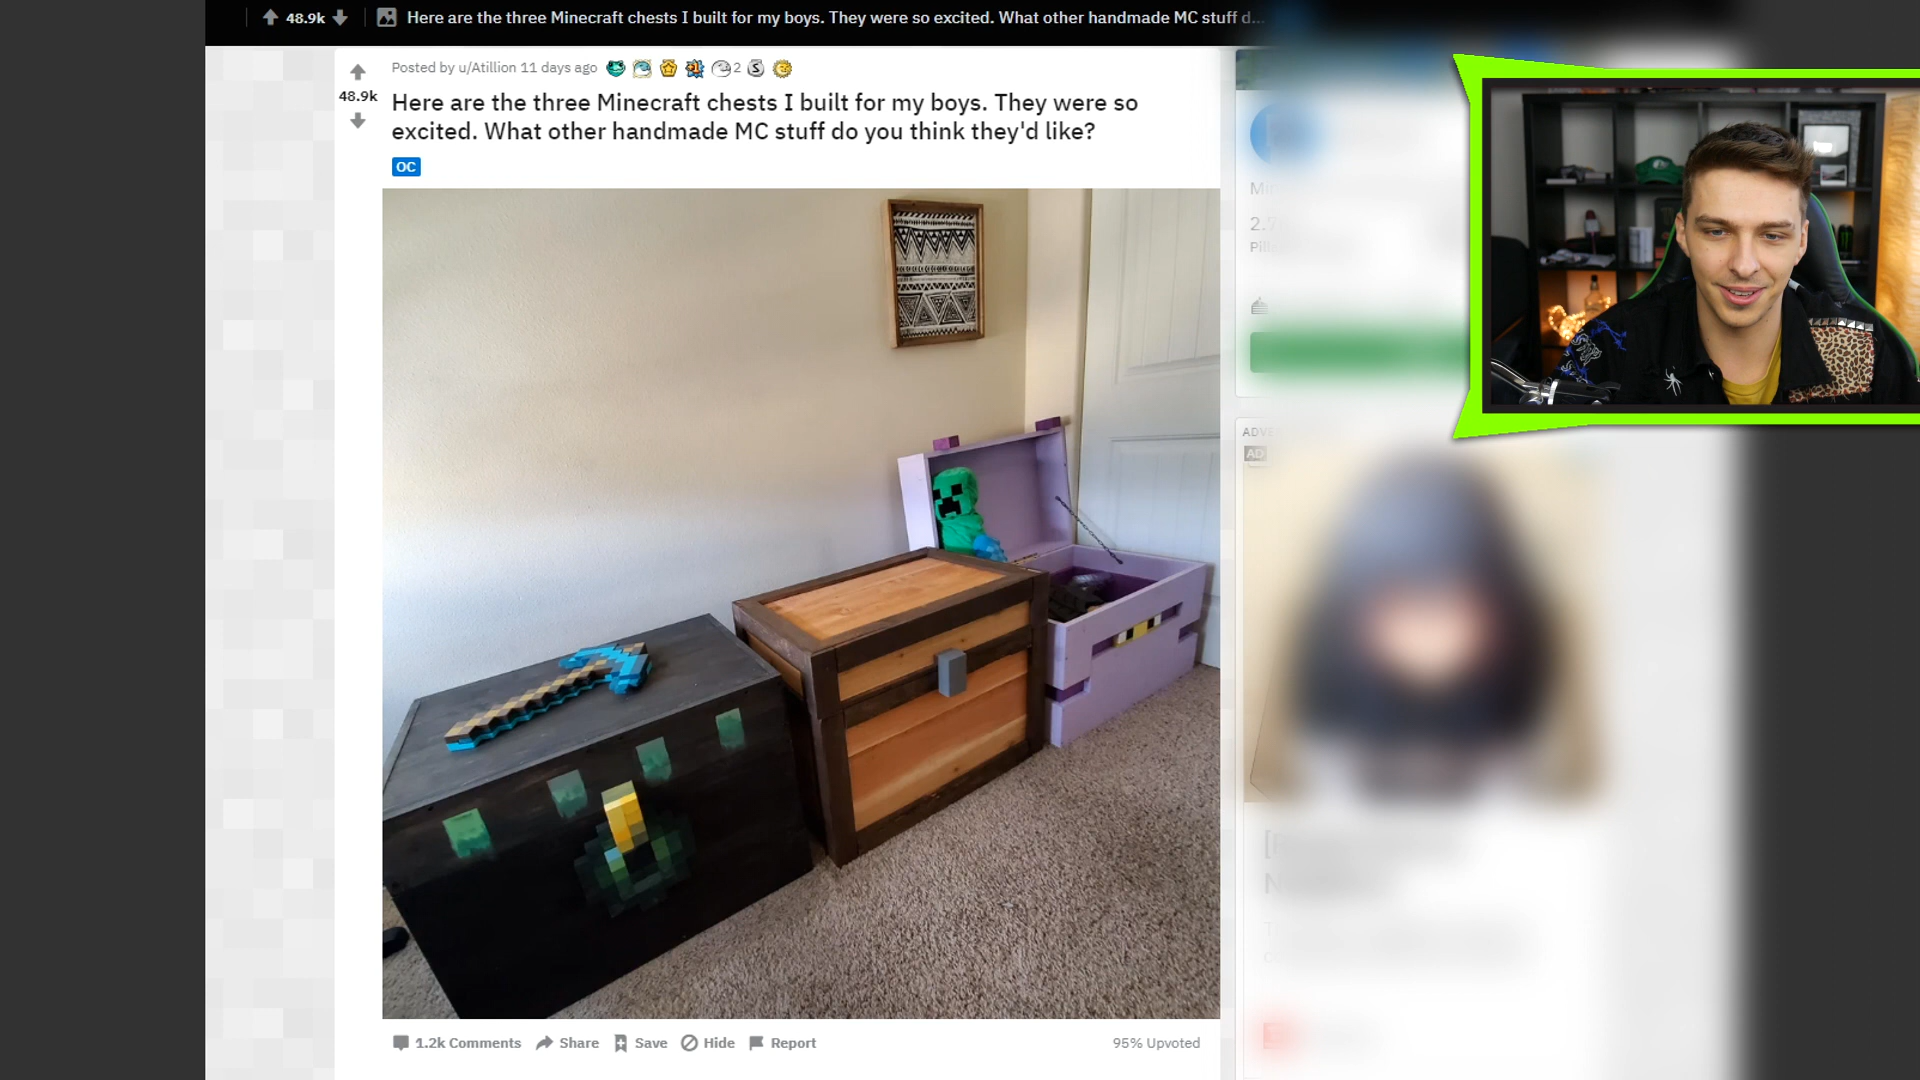 48.9k Here are the three Minecraft chests I built for my boys. They were so excited. What other handmade MC stuff d...
Posted by u/Atillion 11 days ago 2 S
48.9k
Here are the three Minecraft chests I built for my boys. They were so
excited. What other handmade MC stuff do you think they'd like?
OC
1.2k Comments Share Save Hide Report 95% Upvoted
AD